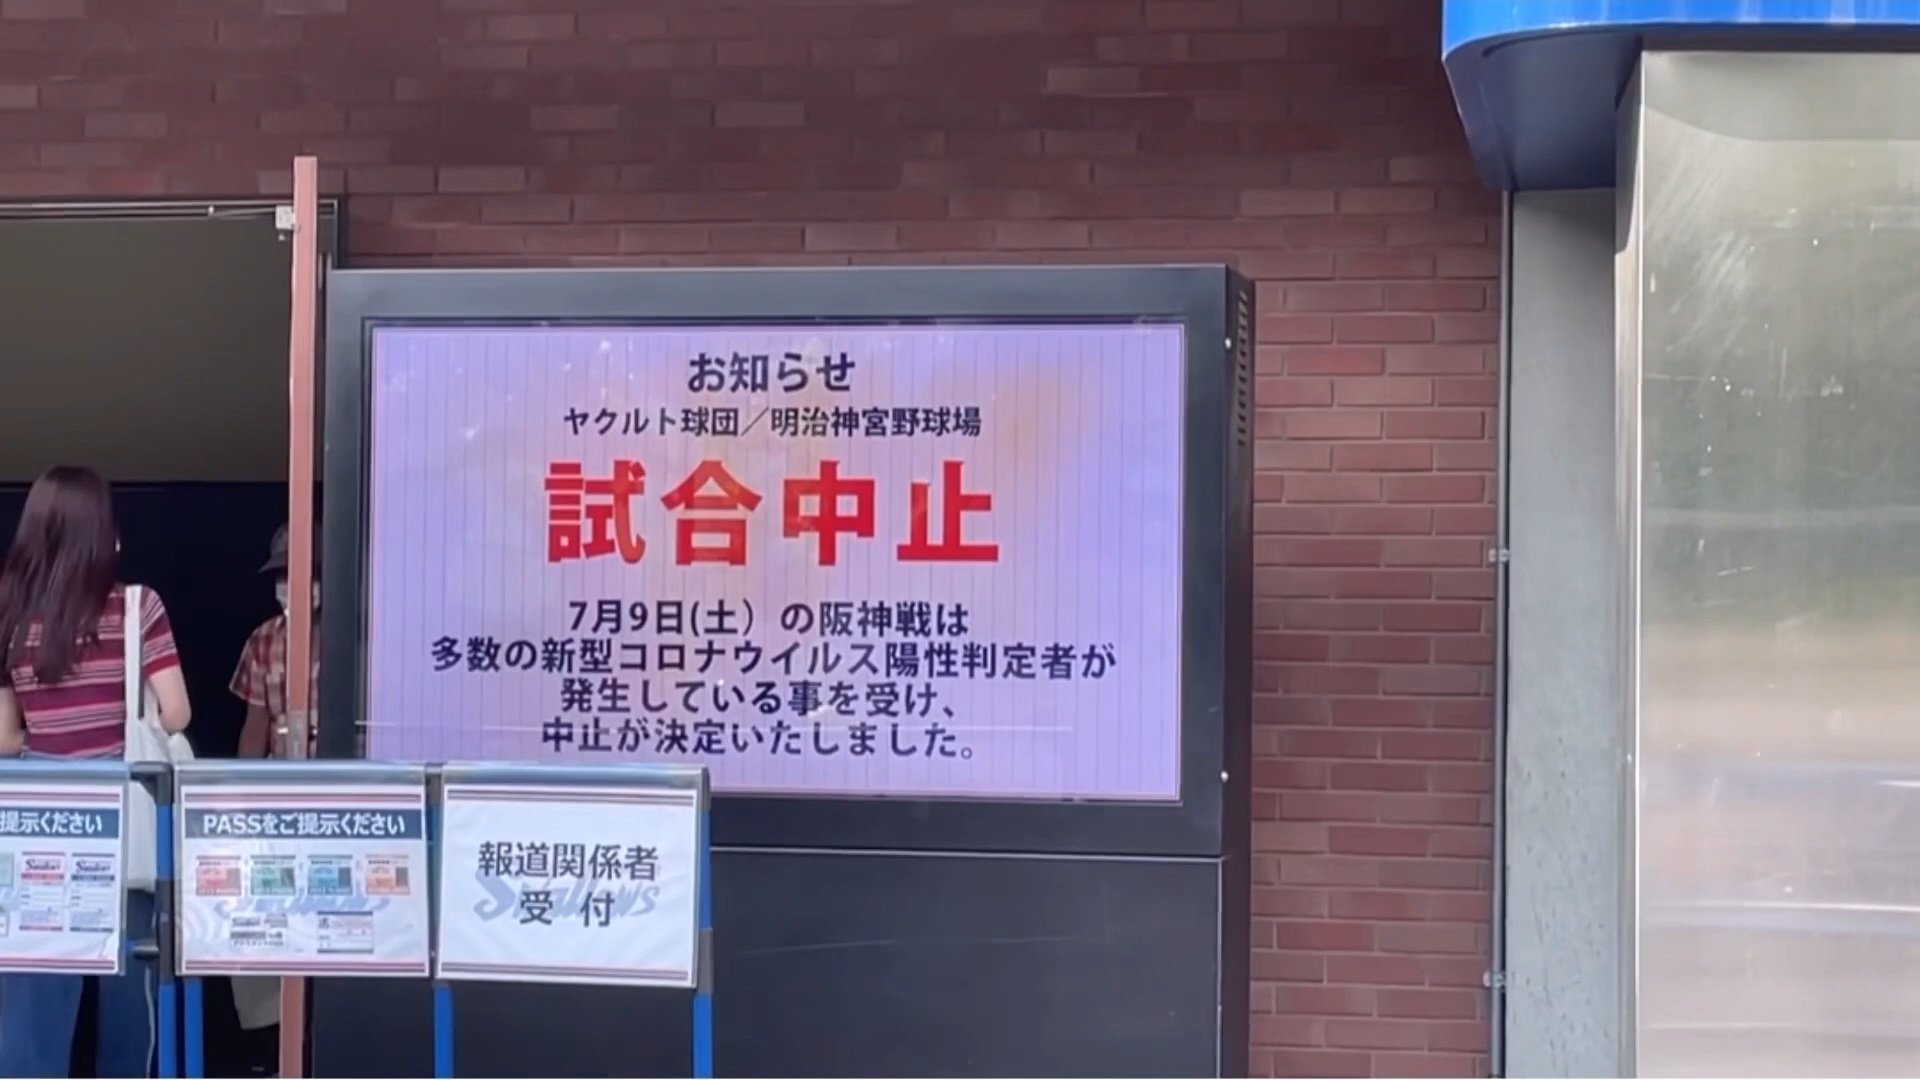 お知らせ
ヤクルト球団／明治神宮野球場
試合中止
7月9日(土）の阪神戦は
多数の新型コロナウイルス陽性判定者が
発生している事を受け、
中止が決定いたしました。
提示ください
PASSをご提示ください
報道関係者
受 付
Swallows